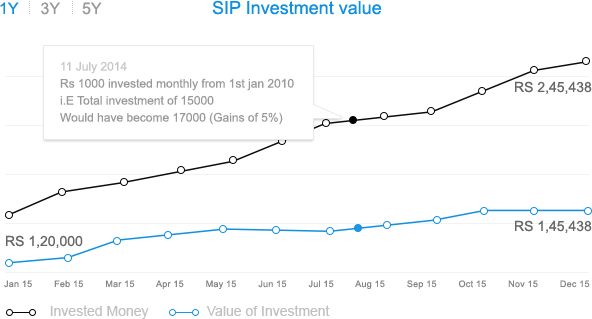 1Y 3Y 5Y SIP Investment value
11 July 2014
Rs 1000 invested monthly from 1st jan 2010
i.E Total investment of 15000
Would have become 17000 (Gains of 5%)
RS 2,45,438
RS 1,20,000
RS 1,45,438
Jan 15 Feb 15 Mar 15 Apr 15 May 15 Jun 15 Jul 15 Aug 15 Sep 15 Oct 15 Nov 15 Dec 15
Invested Money Value of Investment